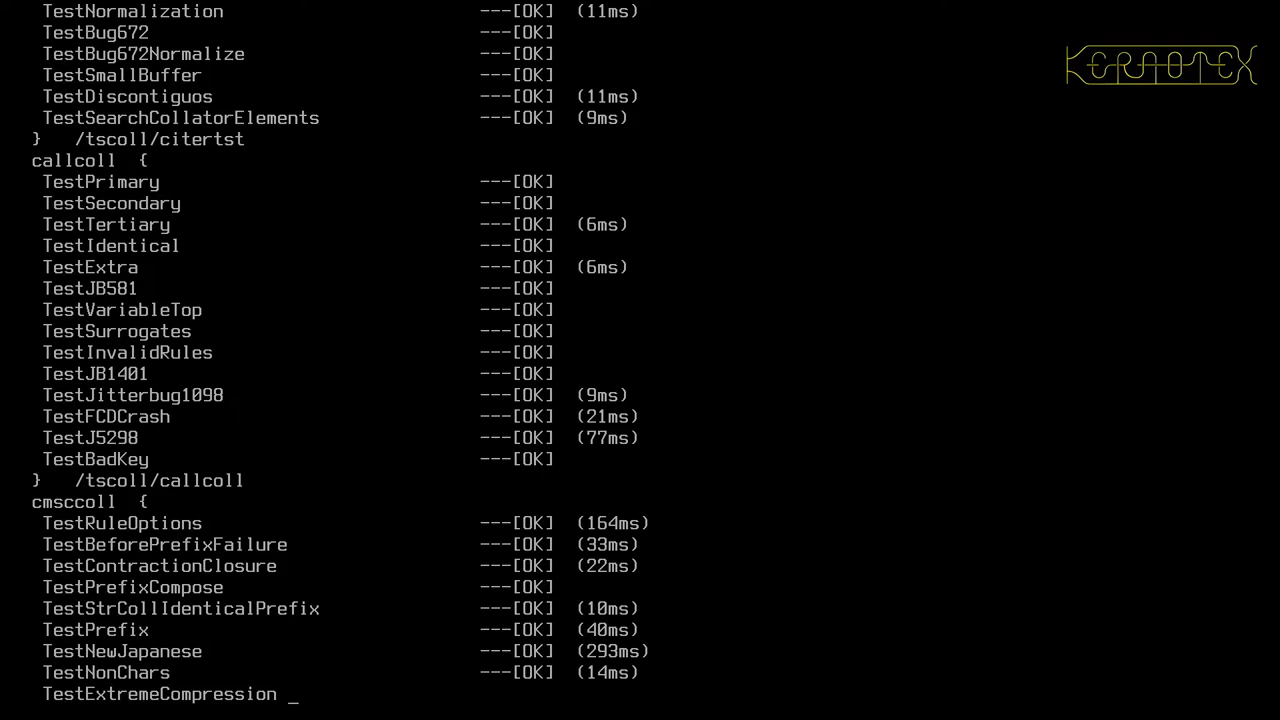 TestNormalization ---[OK] (11ms)
TestBug672 ---[OK]
TestBug672Normalize ---[OK]
TestSmallBuffer ---[OK]
TestDiscontiguos ---[OK] (11ms)
TestSearchCollatorElements ---[OK] (9ms)
} /tscoll/citertst
callcoll {
TestPrimary ---[OK]
TestSecondary ---[OK]
TestTertiary ---[OK] (6ms)
TestIdentical ---[OK]
TestExtra ---[OK] (6ms)
TestJB581 ---[OK]
TestVariableTop ---[OK]
TestSurrogates ---[OK]
TestInvalidRules ---[OK]
TestJB1401 ---[OK]
TestJitterbug1098 ---[OK] (9ms)
TestFCDCrash ---[OK] (21ms)
TestJ5298 ---[OK] (77ms)
TestBadKey ---[OK]
} /tscoll/callcoll
cmsccoll {
TestRuleOptions ---[OK] (164ms)
TestBeforePrefixFailure ---[OK] (33ms)
TestContractionClosure ---[OK] (22ms)
TestPrefixCompose ---[OK]
TestStrCollIdenticalPrefix ---[OK] (10ms)
TestPrefix ---[OK] (40ms)
TestNewJapanese ---[OK] (293ms)
TestNonChars ---[OK] (14ms)
TestExtremeCompression _